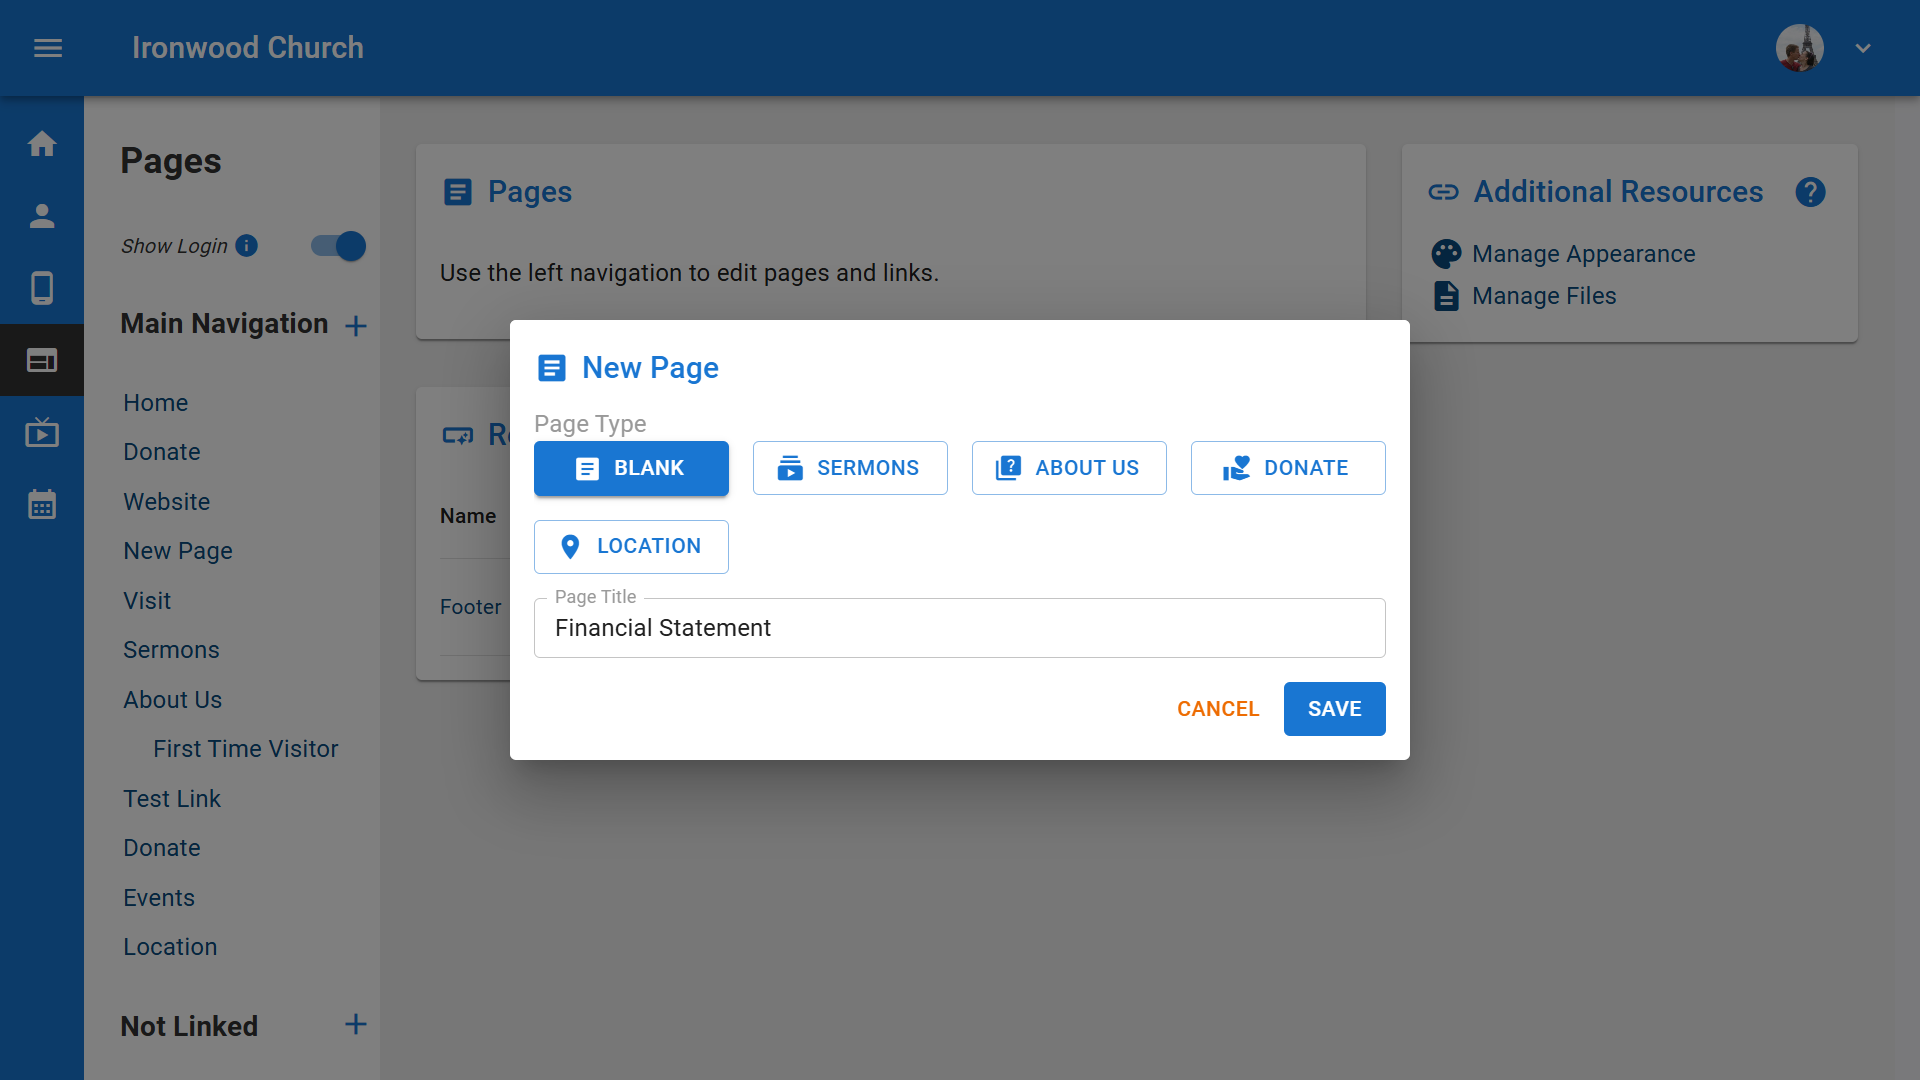 Ironwood Church
Pages
Show Login
Main Navigation
Home
Donate
Website
New Page
Visit
Sermons
About Us
First Time Visitor
Test Link
Donate
Events
Location
Not Linked
Pages
Use the left navigation to edit pages and links.
Additional Resources
Manage Appearance
Manage Files
Name
Footer
New Page
Page Type
BLANK
SERMONS
ABOUT US
DONATE
LOCATION
Page Title
Financial Statement
CANCEL
SAVE